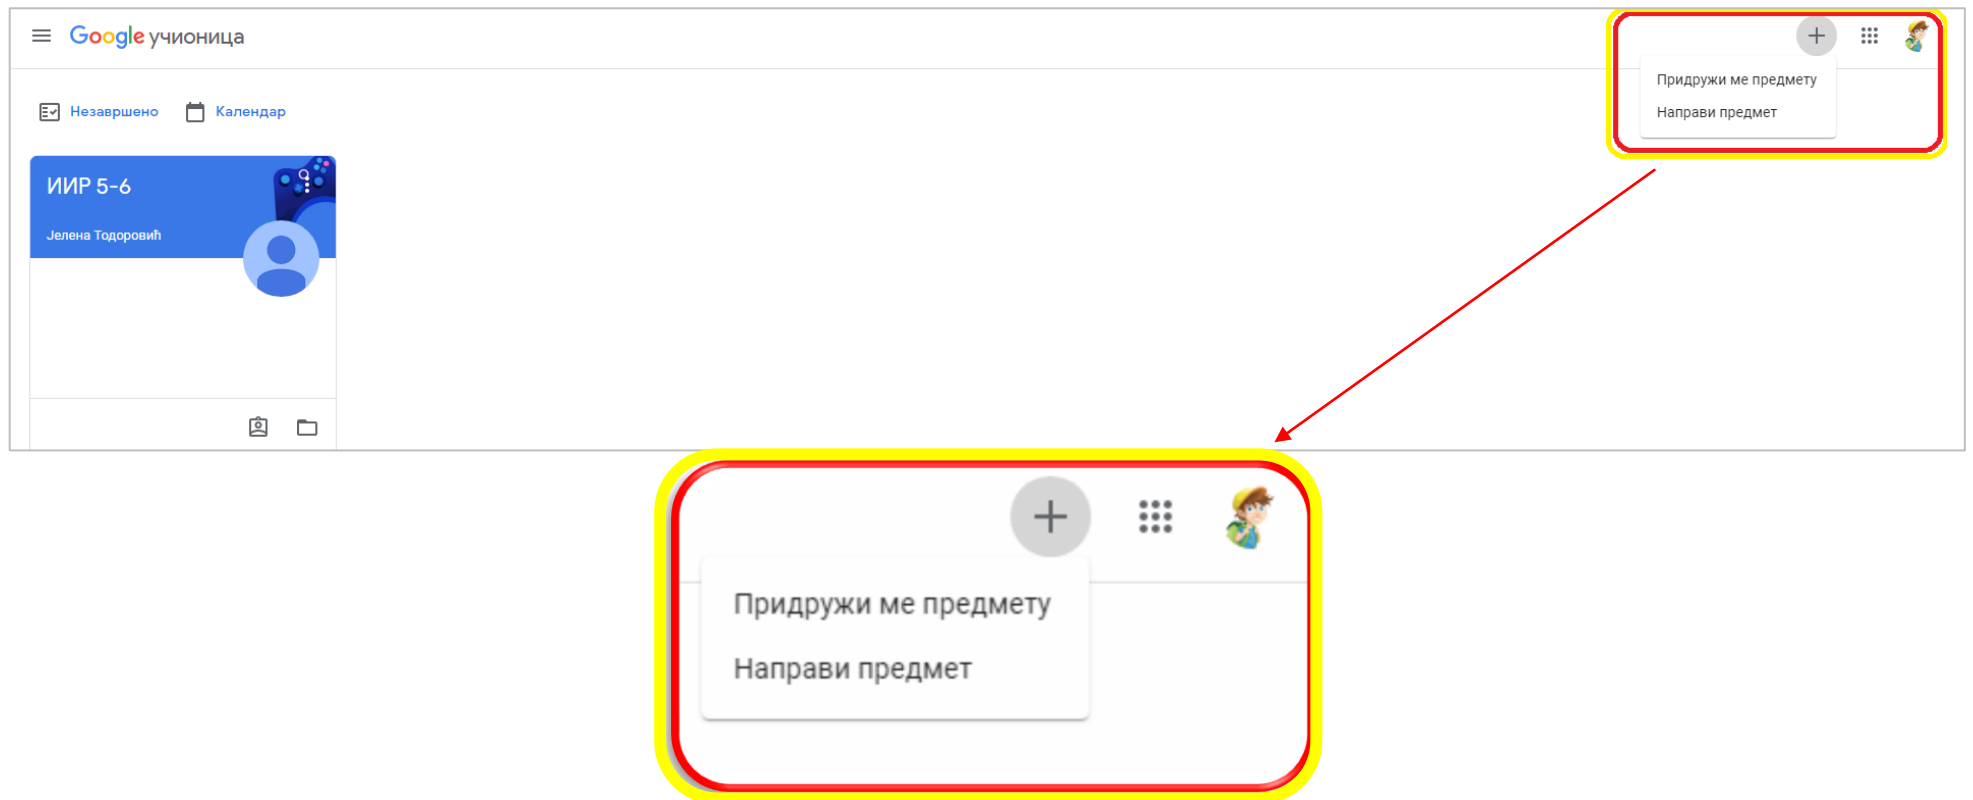 Google учионица
Придружи ме предмету
Направи предмет
Незавршено Календар
ИИР 5-6
Јелена Тодоровић
Придружи ме предмету
Направи предмет